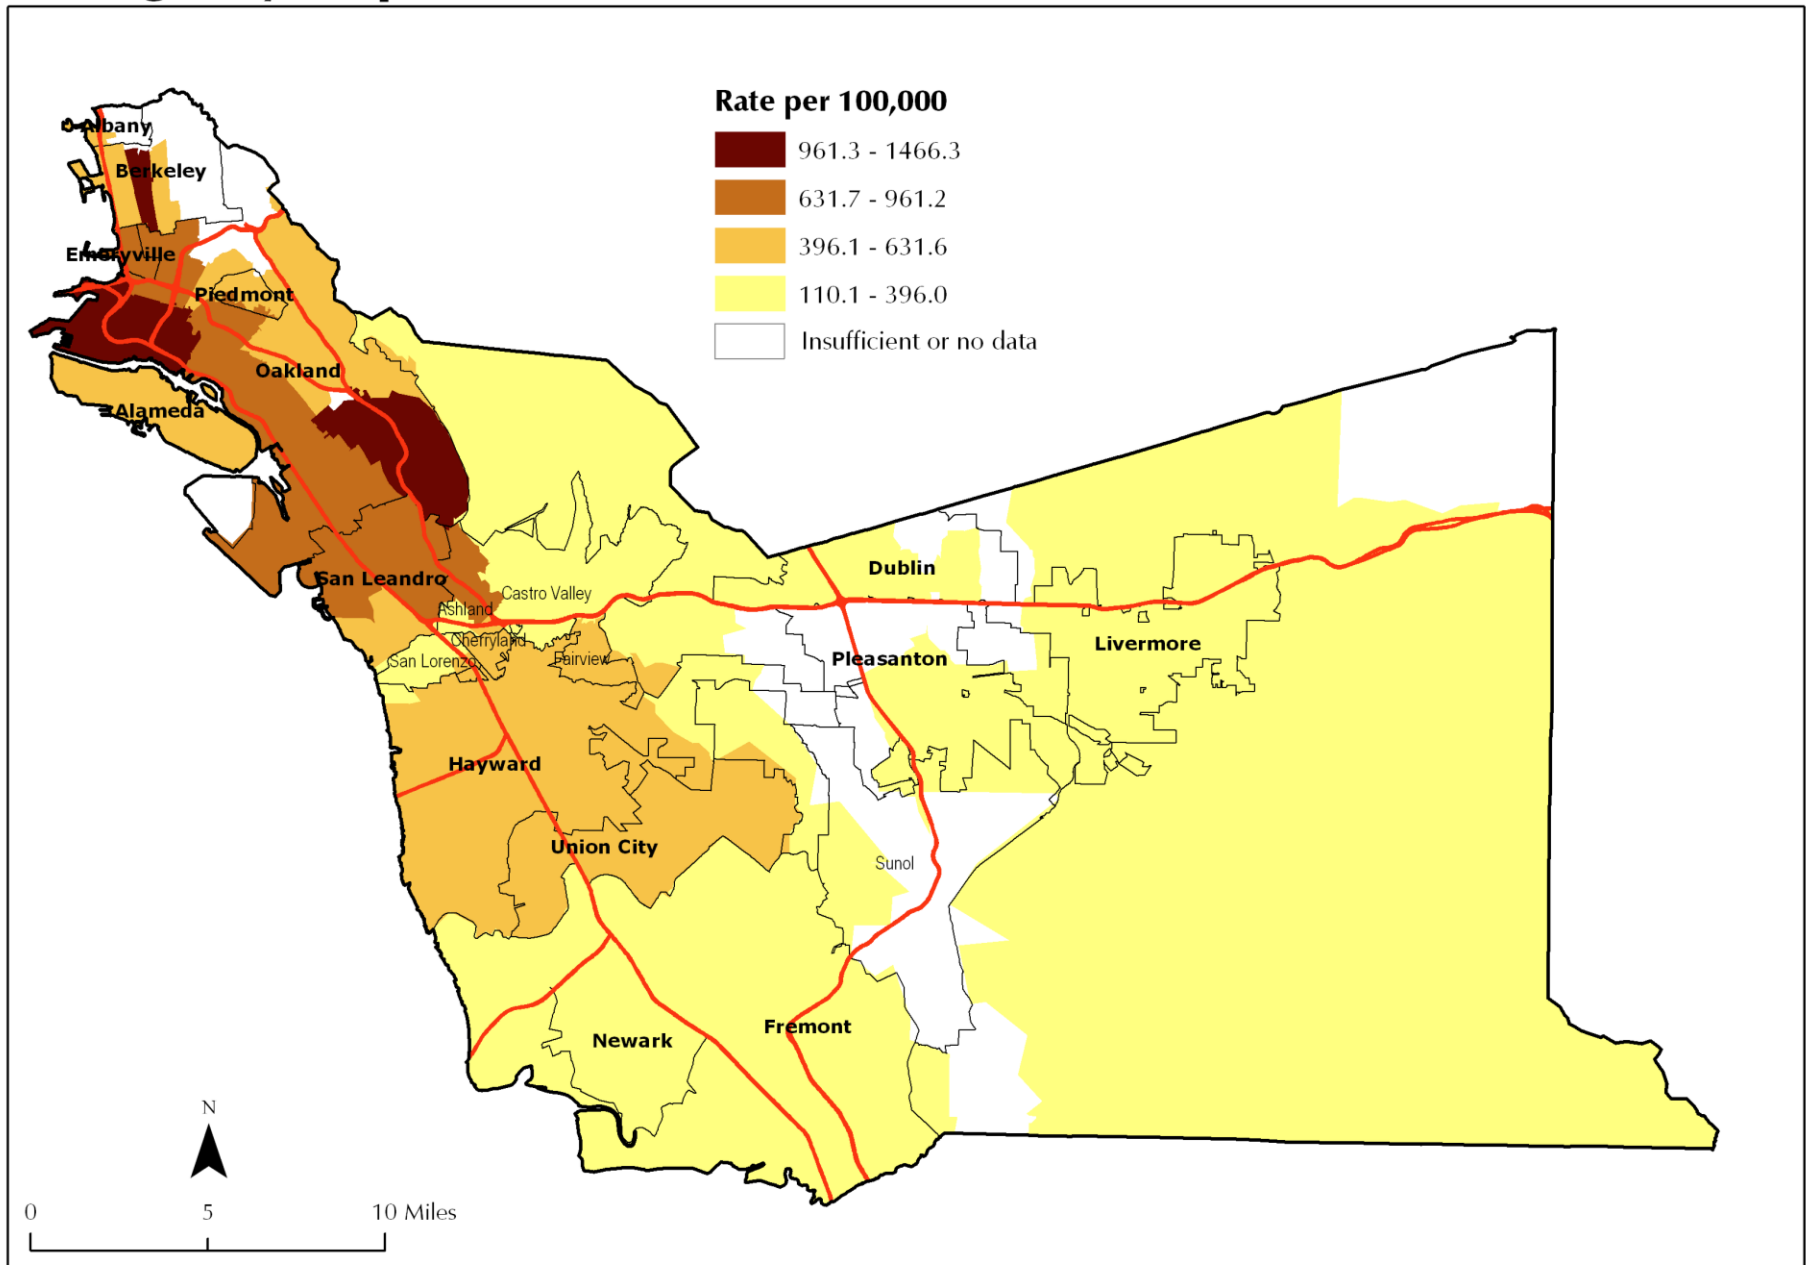 Rate per 100,000
961.3 - 1466.3
631.7 - 961.2
396.1 - 631.6
110.1 - 396.0
Insufficient or no data
Albany
Berkeley
Emeryville
Piedmont
Oakland
Alameda
San Leandro
Castro Valley
Ashland
Cherryland
San Lorenzo
Fairview
Dublin
Livermore
Pleasanton
Hayward
Union City
Sunol
Fremont
Newark
N
0 5 10 Miles